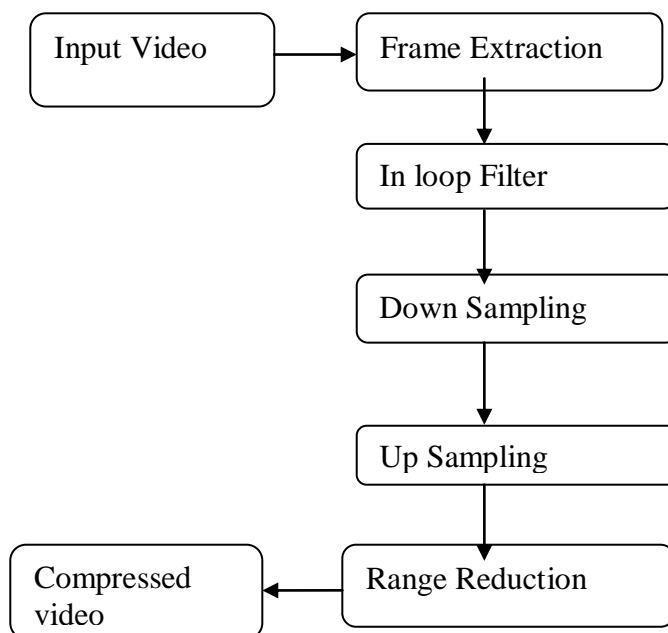 Input Video
Frame Extraction
In loop Filter
Down Sampling
Up Sampling
Range Reduction
Compressed
video